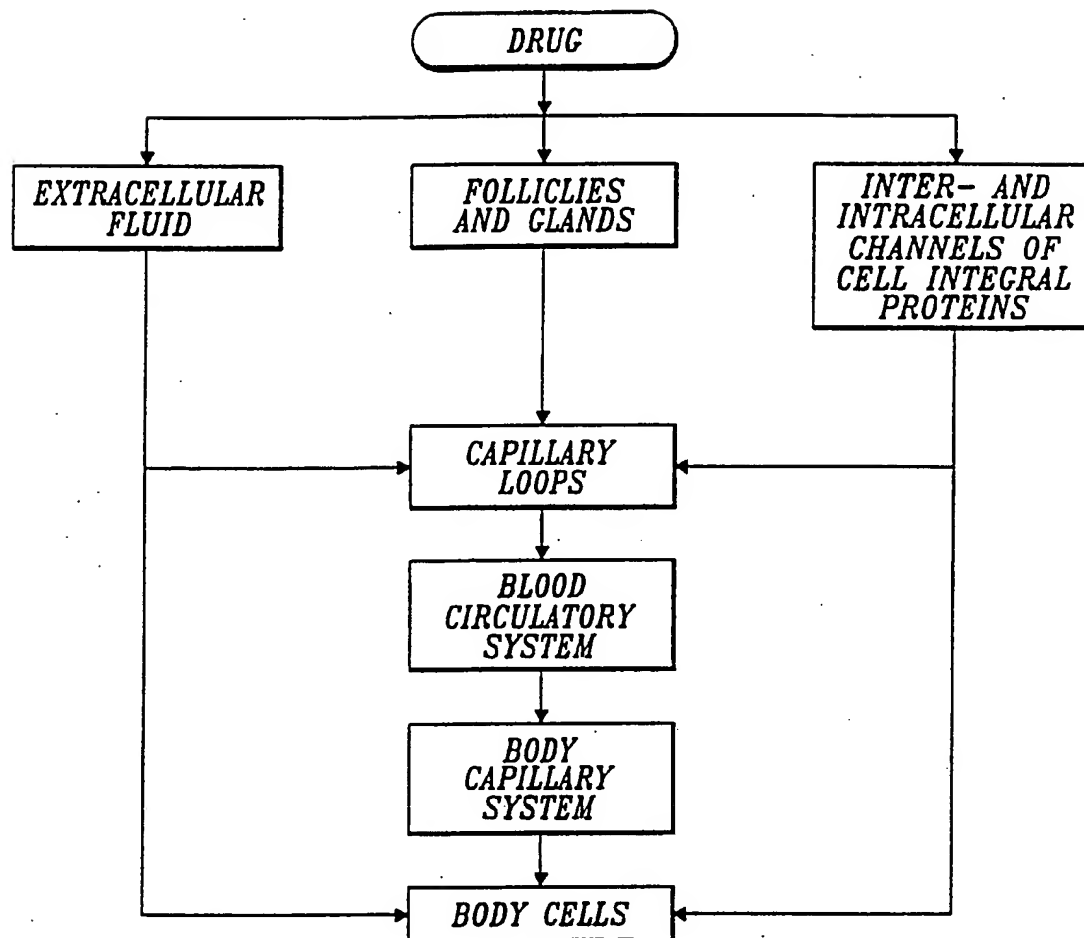 DRUG
EXTRACELLULAR
FLUID
FOLLICLIES
AND GLANDS
INTER- AND
INTRACELLULAR
CHANNELS OF
CELL INTEGRAL
PROTEINS
CAPILLARY
LOOPS
BLOOD
CIRCULATORY
SYSTEM
BODY
CAPILLARY
SYSTEM
BODY CELLS